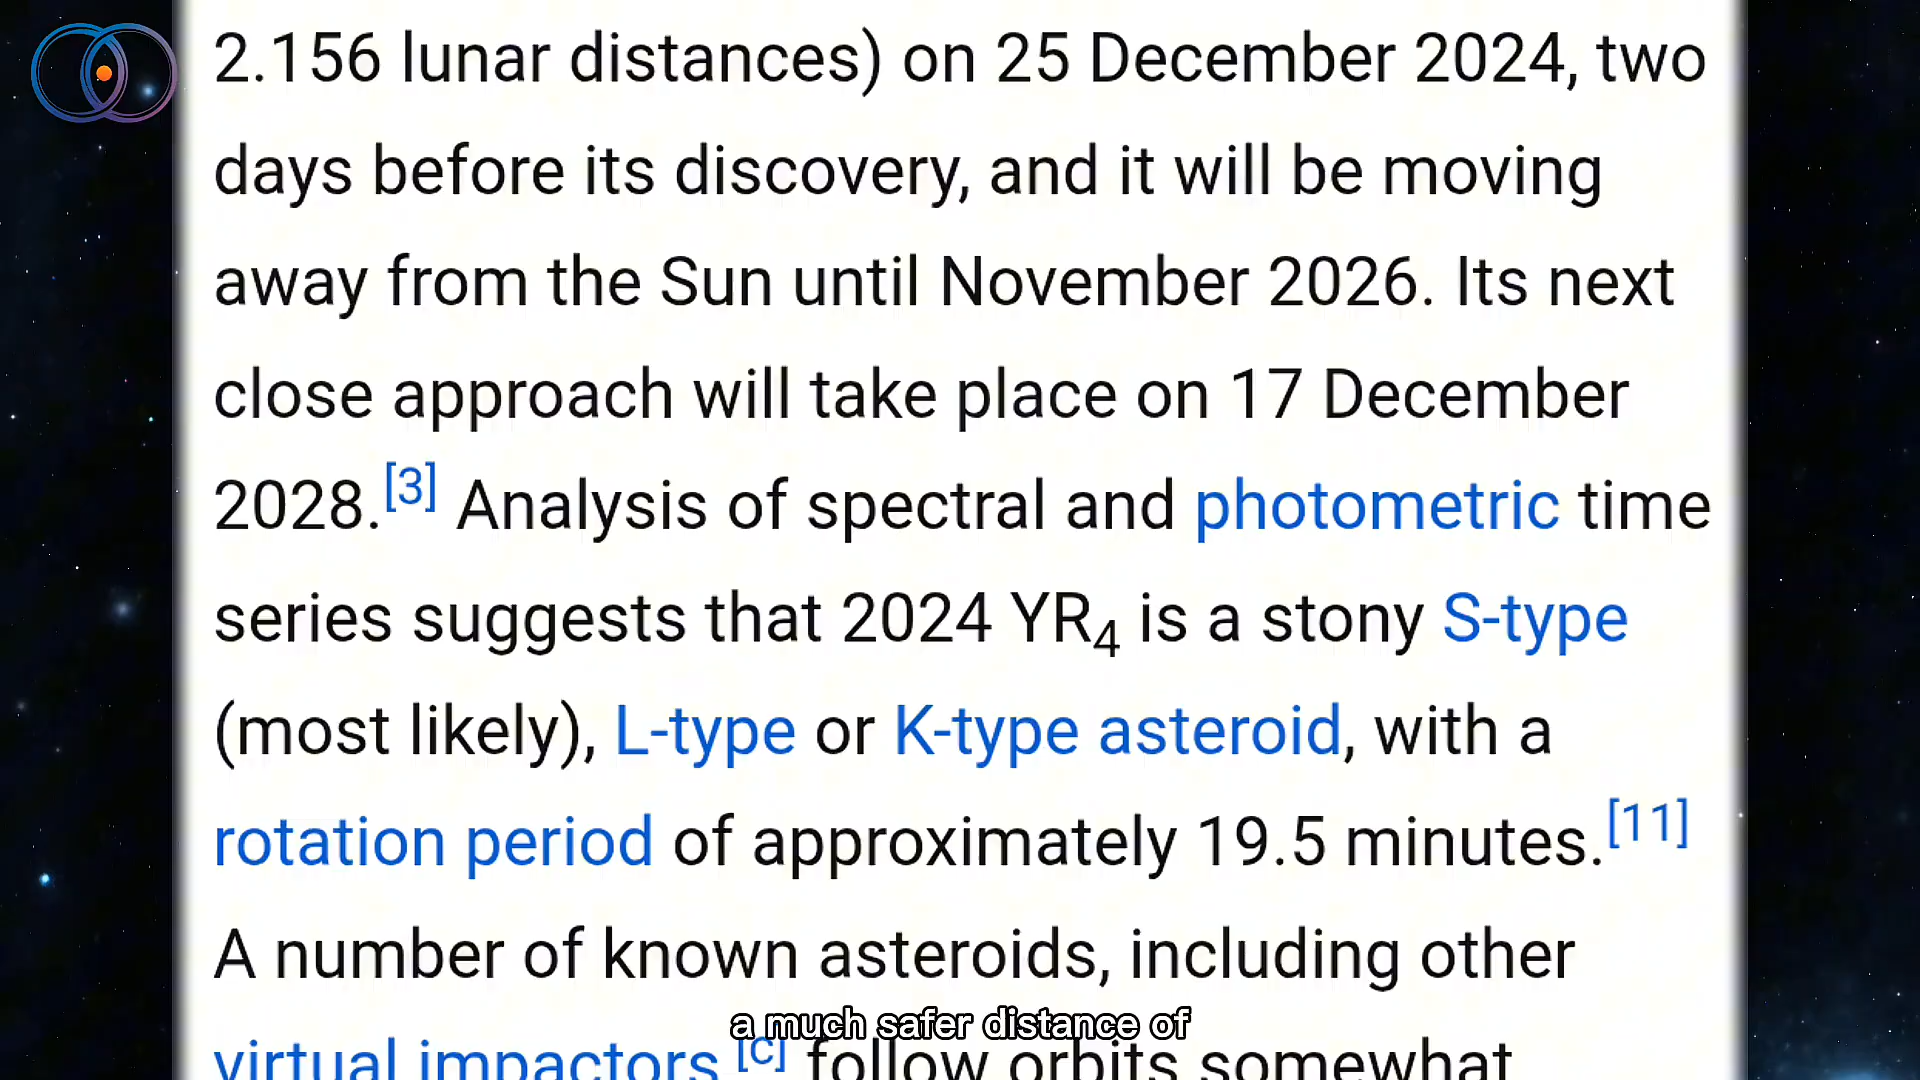 2.156 lunar distances) on 25 December 2024, two
days before its discovery, and it will be moving
away from the Sun until November 2026. Its next
close approach will take place on 17 December
2028.[3] Analysis of spectral and photometric time
series suggests that 2024 YR4 is a stony S-type
(most likely), L-type or K-type asteroid, with a
rotation period of approximately 19.5 minutes.[11]
A number of known asteroids, including other
a much safer distance of
virtual impactors,[c] follow orbits somewhat